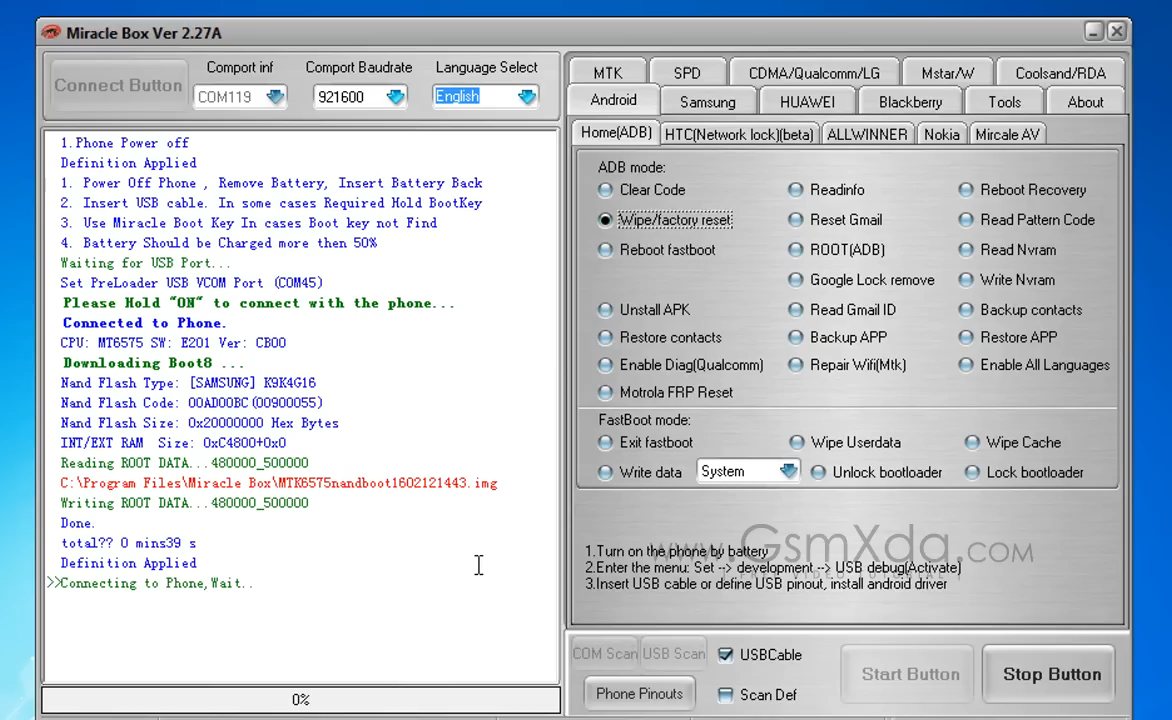 Miracle Box Ver 2.27A
Connect Button
Comport inf
Comport Baudrate
Language Select
COM119
921600
English
MTK
SPD
CDMA/Qualcomm/LG
Mstar/W
Coolsand/RDA
Android
Samsung
HUAWEI
Blackberry
Tools
About
Home(ADB)
HTC(Network lock)(beta)
ALLWINNER
Nokia
Mircale AV
1.Phone Power off
Definition Applied
1. Power Off Phone , Remove Battery, Insert Battery Back
2. Insert USB cable. In some cases Required Hold BootKey
3. Use Miracle Boot Key In cases Boot key not Find
4. Battery Should be Charged more then 50%
Waiting for USB Port...
Set PreLoader USB VCOM Port (COM45)
Please Hold "ON" to connect with the phone...
Connected to Phone.
CPU: MT6575 SW: E201 Ver: CB00
Downloading Boot8 ...
Nand Flash Type: [SAMSUNG] K9K4G16
Nand Flash Code: 00AD00BC(00900055)
Nand Flash Size: 0x20000000 Hex Bytes
INT/EXT RAM Size: 0xC4800+0x0
Reading ROOT DATA...480000_500000
C:\Program Files\Miracle Box\MTK6575nandboot1602121443.img
Writing ROOT DATA...480000_500000
Done.
total?? 0 mins39 s
Definition Applied
>>Connecting to Phone,Wait..
0%
ADB mode:
Clear Code
Readinfo
Reboot Recovery
Wipe/factory reset
Reset Gmail
Read Pattern Code
Reboot fastboot
ROOT(ADB)
Read Nvram
Google Lock remove
Write Nvram
Unstall APK
Read Gmail ID
Backup contacts
Restore contacts
Backup APP
Restore APP
Enable Diag(Qualcomm)
Repair Wifi(Mtk)
Enable All Languages
Motrola FRP Reset
FastBoot mode:
Exit fastboot
Wipe Userdata
Wipe Cache
Write data
System
Unlock bootloader
Lock bootloader
www.GsmXda.com
1.Turn on the phone by battery
2.Enter the menu: Set --> development --> USB debug(Activate)
3.Insert USB cable or define USB pinout, install android driver
COM Scan
USB Scan
USBCable
Start Button
Stop Button
Phone Pinouts
Scan Def